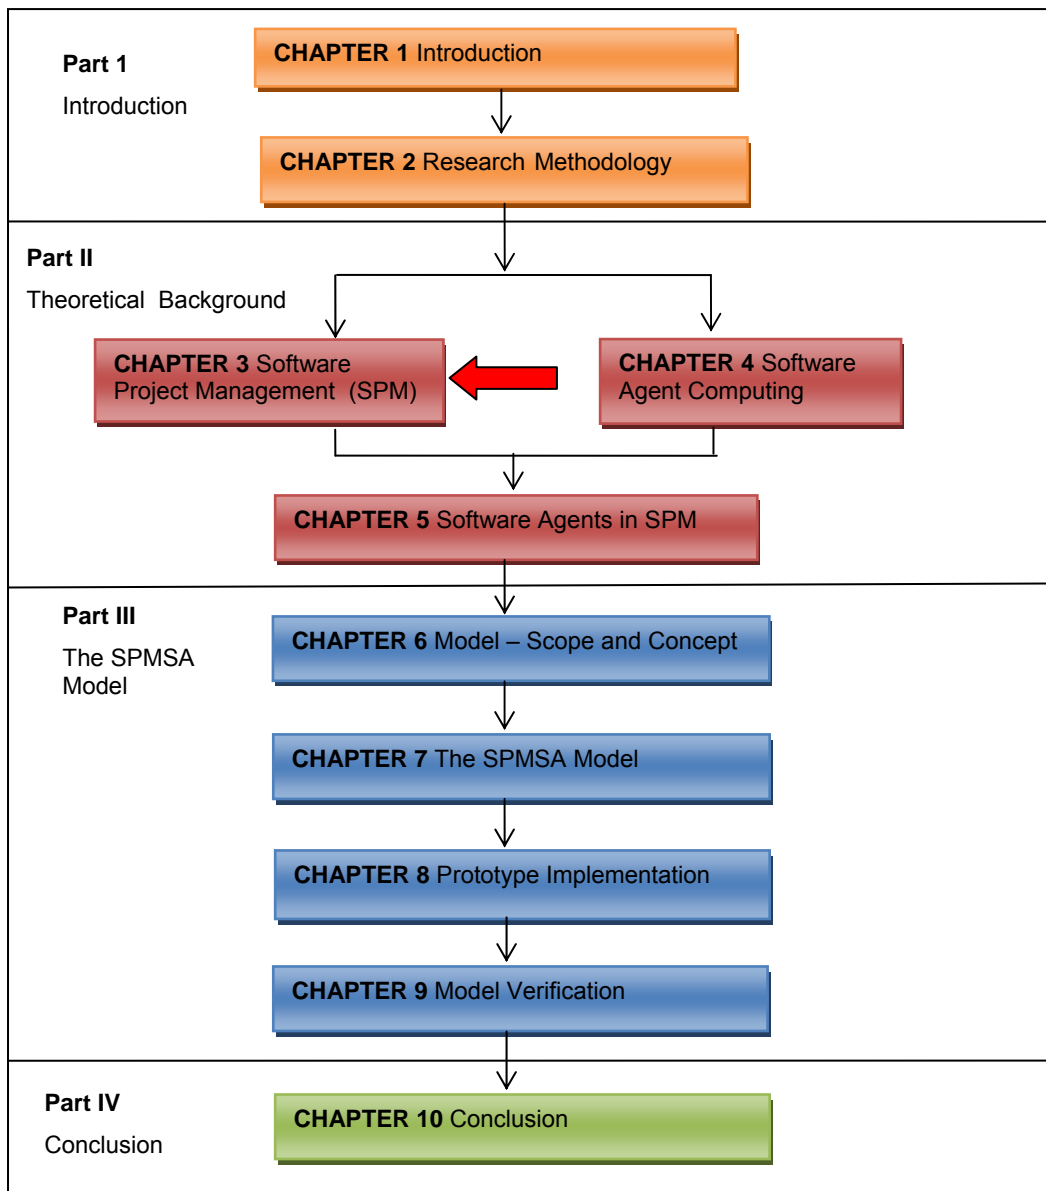 Part 1
Introduction
CHAPTER 1 Introduction
CHAPTER 2 Research Methodology
Part II
Theoretical Background
CHAPTER 3 Software
Project Management (SPM)
CHAPTER 4 Software
Agent Computing
CHAPTER 5 Software Agents in SPM
Part III
The SPMSA
Model
CHAPTER 6 Model – Scope and Concept
CHAPTER 7 The SPMSA Model
CHAPTER 8 Prototype Implementation
CHAPTER 9 Model Verification
Part IV
Conclusion
CHAPTER 10 Conclusion